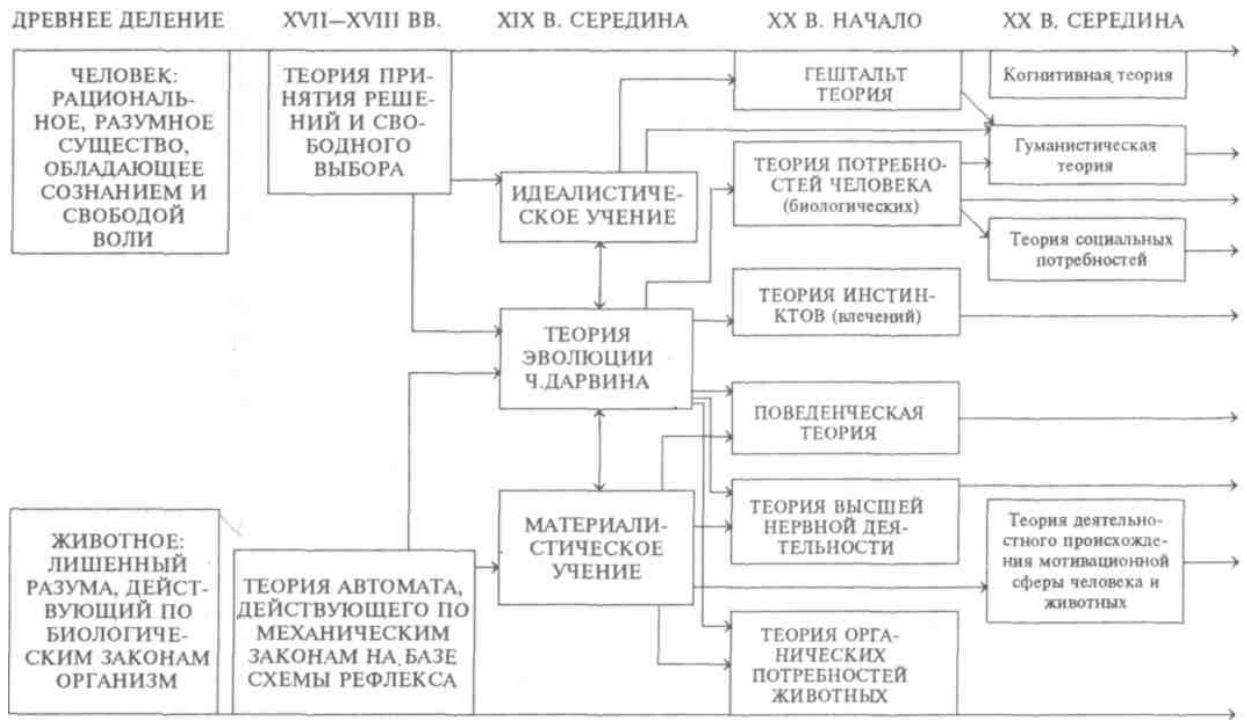 ДРЕВНЕЕ ДЕЛЕНИЕ
XVII—XVIII ВВ.
XIX В. СЕРЕДИНА
XX В. НАЧАЛО
XX В. СЕРЕДИНА
ЧЕЛОВЕК:
РАЦИОНАЛЬ-
НОЕ, РАЗУМНОЕ
СУЩЕСТВО,
ОБЛАДАЮЩЕЕ
СОЗНАНИЕМ И
СВОБОДОЙ
ВОЛИ
ЖИВОТНОЕ:
ЛИШЕННЫЙ
РАЗУМА, ДЕЙСТ-
ВУЮЩИЙ ПО
БИОЛОГИЧЕ-
СКИМ ЗАКОНАМ
ОРГАНИЗМ
ТЕОРИЯ ПРИ-
НЯТИЯ РЕШЕ-
НИЙ И СВО-
БОДНОГО
ВЫБОРА
ТЕОРИЯ АВТОМАТА,
ДЕЙСТВУЮЩЕГО ПО
МЕХАНИЧЕСКИМ
ЗАКОНАМ НА БАЗЕ
СХЕМЫ РЕФЛЕКСА
ИДЕАЛИСТИЧЕ-
СКОЕ УЧЕНИЕ
ТЕОРИЯ
ЭВОЛЮЦИИ
Ч.ДАРВИНА
МАТЕРИАЛИ-
СТИЧЕСКОЕ
УЧЕНИЕ
ГЕШТАЛЬТ
ТЕОРИЯ
ТЕОРИЯ ПОТРЕБНО-
СТЕЙ ЧЕЛОВЕКА
(биологических)
ТЕОРИЯ ИНСТИН-
КТОВ (влечений)
ПОВЕДЕНЧЕСКАЯ
ТЕОРИЯ
ТЕОРИЯ ВЫСШЕЙ
НЕРВНОЙ ДЕЯ-
ТЕЛЬНОСТИ
ТЕОРИЯ ОРГА-
НИЧЕСКИХ
ПОТРЕБНОСТЕЙ
ЖИВОТНЫХ
Когнитивная теория
Гуманистическая
теория
Теория социальных
потребностей
Теория деятельно-
стного происхожде-
ния мотивационной
сферы человека и
животных